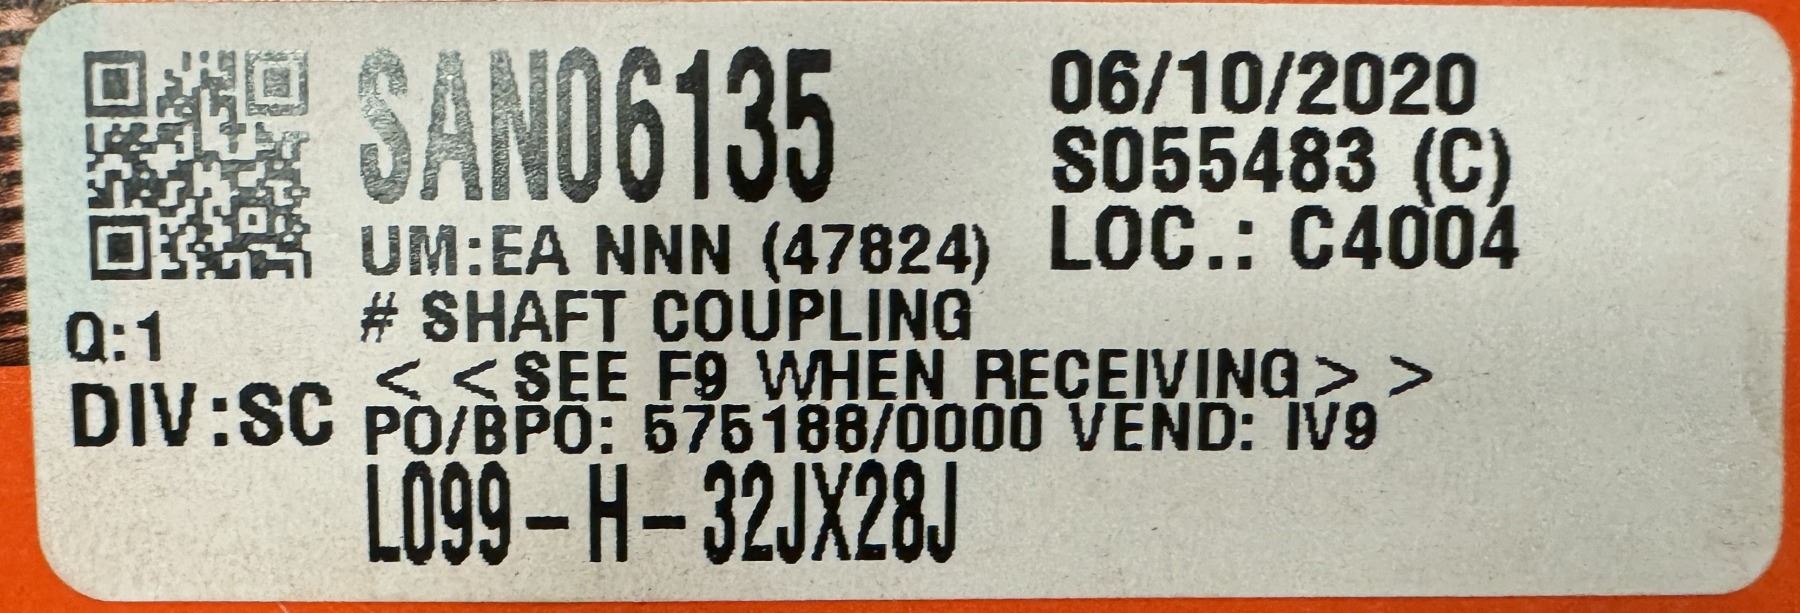 SAN06135
06/10/2020
S055483 (C)
UM:EA NNN (47824)
LOC.: C4004
# SHAFT COUPLING
Q:1
< <SEE F9 WHEN RECEIVING> >
DIV:SC
PO/BPO: 575188/0000 VEND: IV9
L099-H-32JX28J